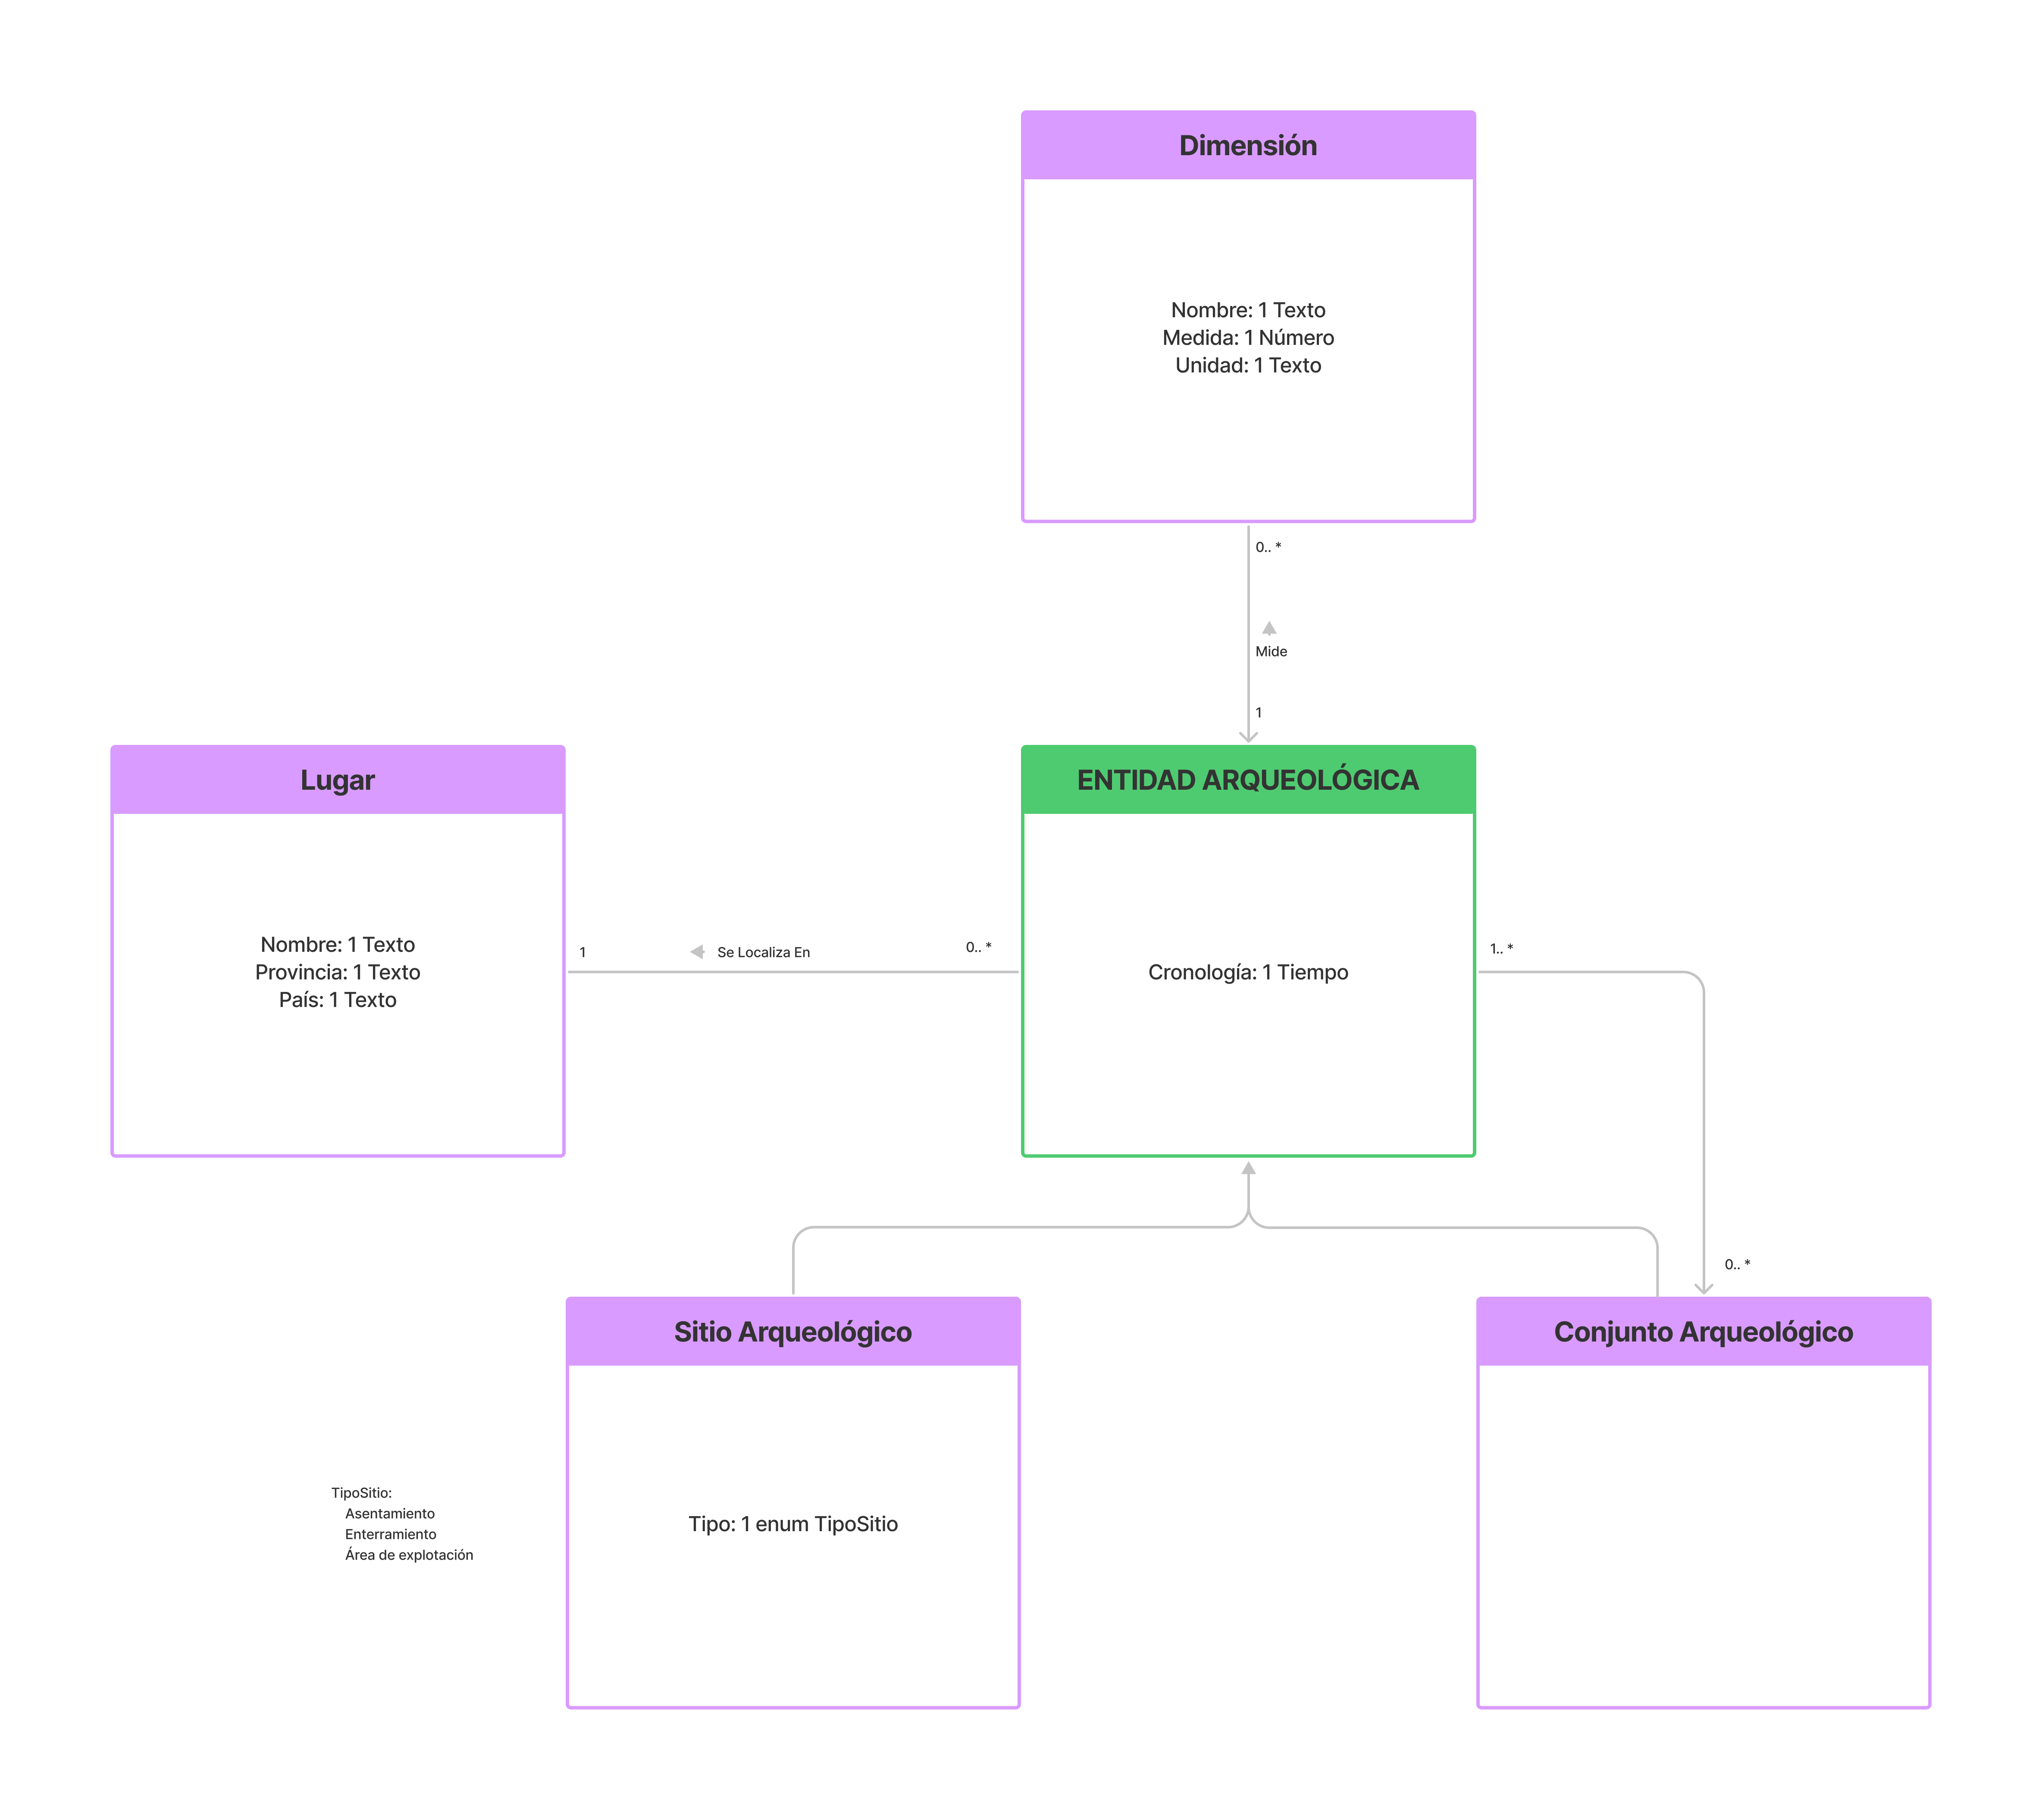 Dimensión
Nombre: 1 Texto
Medida: 1 Número
Unidad: 1 Texto
0.. *
Mide
1
Lugar
Nombre: 1 Texto
Provincia: 1 Texto
País: 1 Texto
1
Se Localiza En
0.. *
ENTIDAD ARQUEOLÓGICA
Cronología: 1 Tiempo
1.. *
0.. *
TipoSitio:
Asentamiento
Enterramiento
Área de explotación
Sitio Arqueológico
Tipo: 1 enum TipoSitio
Conjunto Arqueológico